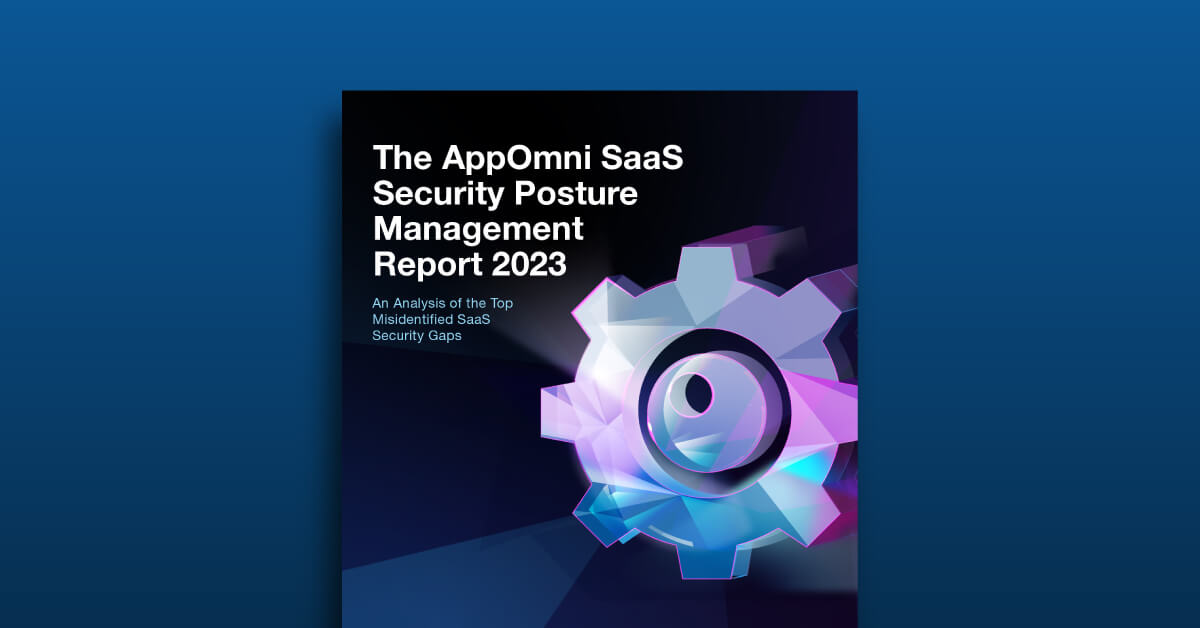 The AppOmni SaaS
Security Posture
Management
Report 2023
An Analysis of the Top
Misidentified SaaS
Security Gaps